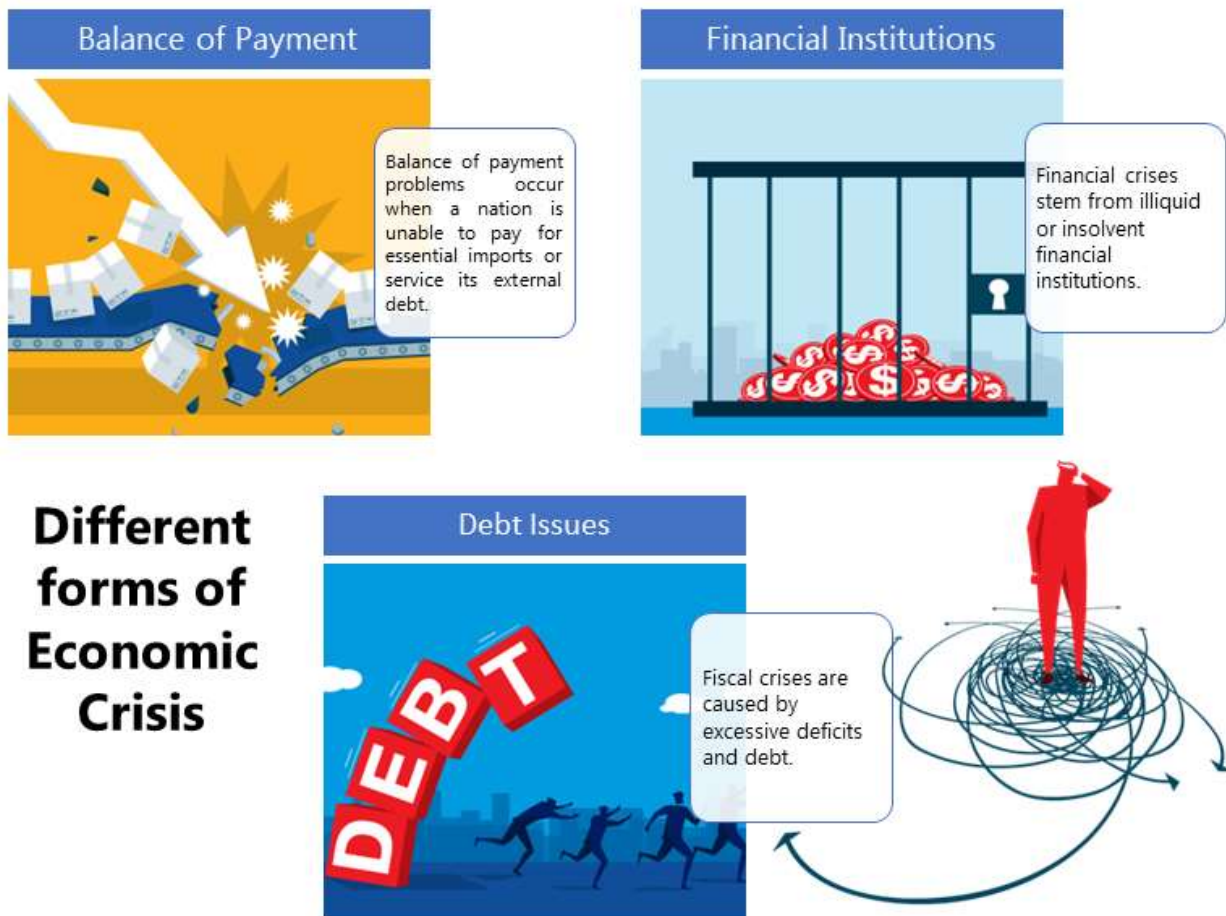 Balance of Payment
Balance of payment
problems occur
when a nation is
unable to pay for
essential imports or
service its external
debt.
Financial Institutions
Financial crises
stem from illiquid
or insolvent
financial
institutions.
Different
forms of
Economic
Crisis
Debt Issues
DEBT
Fiscal crises are
caused by
excessive deficits
and debt.